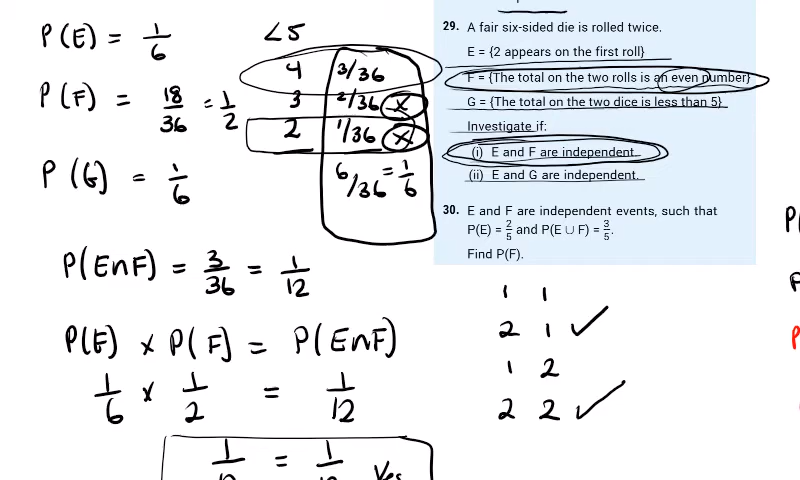 P(E) = 1/6
P(F) = 18/36 = 1/2
P(G) = 1/6
<5
4 3/36
3 2/36 x
2 1/36 x
6/36 = 1/6
P(E∩F) = 3/36 = 1/12
P(E) x P(F) = P(E∩F)
1/6 x 1/2 = 1/12
Yes
29. A fair six-sided die is rolled twice.
E = {2 appears on the first roll}
F = {The total on the two rolls is an even number}
G = {The total on the two dice is less than 5}
Investigate if:
(i) E and F are independent.
(ii) E and G are independent.
30. E and F are independent events, such that
P(E) = 2/5 and P(E ∪ F) = 3/5.
Find P(F).
1 1
2 1 ✓
1 2
2 2 ✓